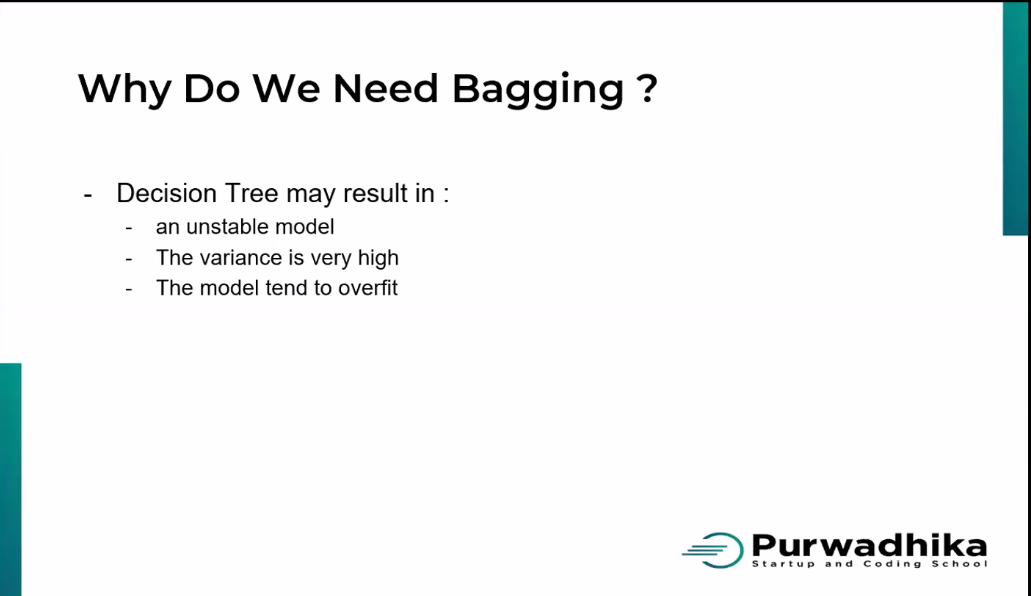 Why Do We Need Bagging ?
- Decision Tree may result in :
- an unstable model
- The variance is very high
- The model tend to overfit
Purwadhika
Startup and Coding School